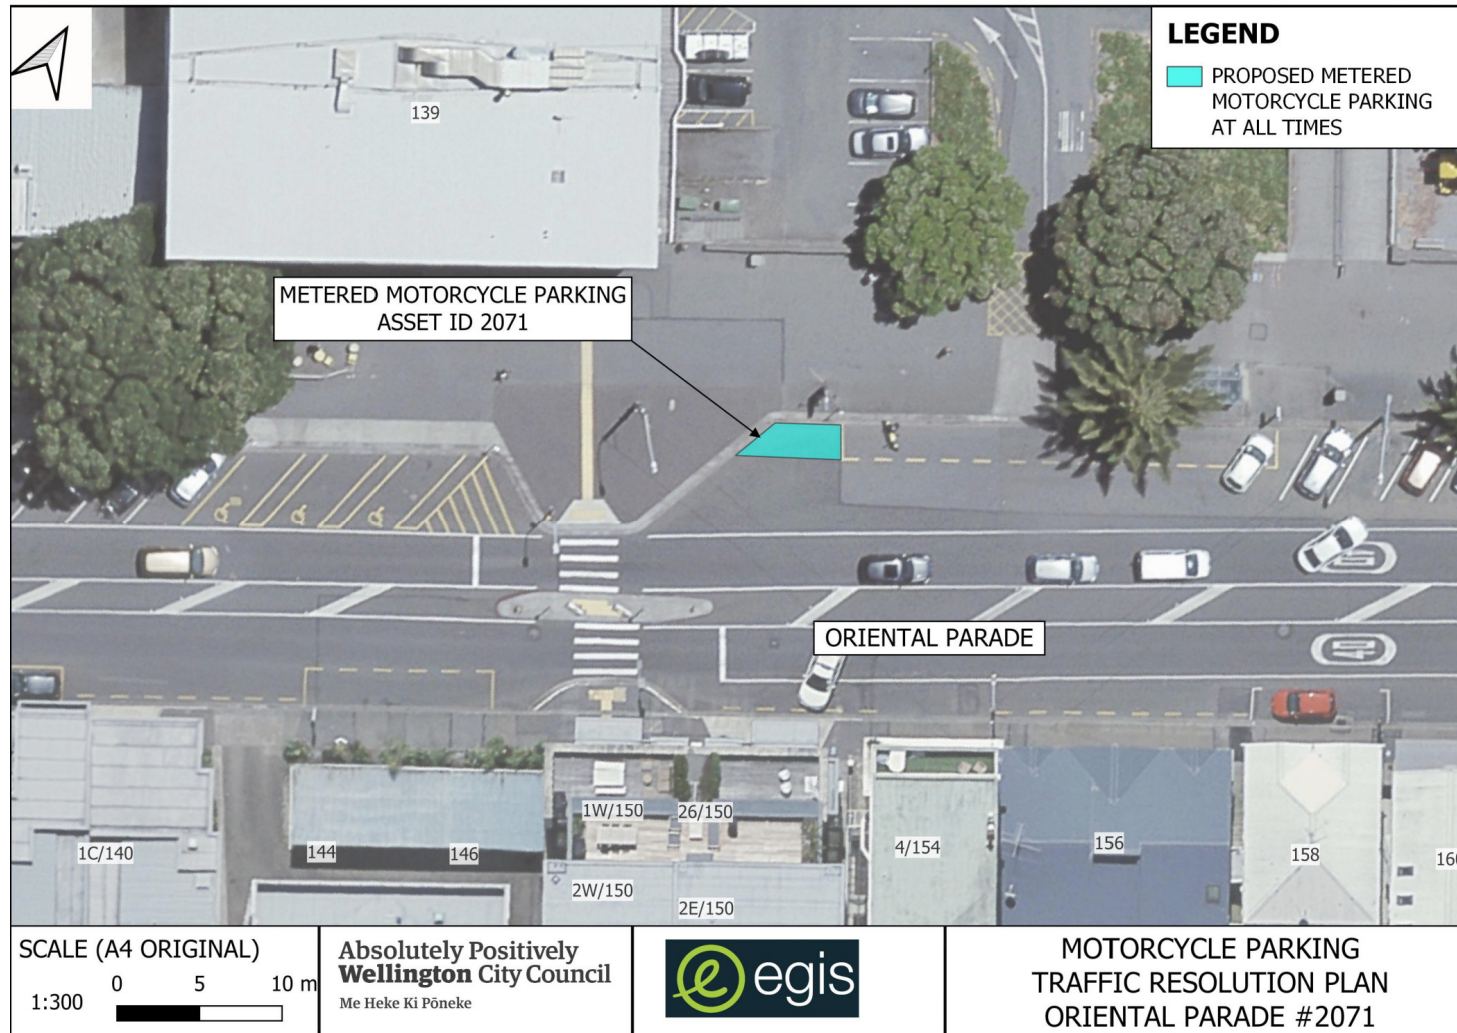 LEGEND
PROPOSED METERED
MOTORCYCLE PARKING
AT ALL TIMES
139
METERED MOTORCYCLE PARKING
ASSET ID 2071
ORIENTAL PARADE
40
1W/150
26/150
1C/140
144
146
4/154
156
158
160
2W/150
2E/150
SCALE (A4 ORIGINAL)
0 5 10 m
1:300
Absolutely Positively
Wellington City Council
Me Heke Ki Pōneke
e egis
MOTORCYCLE PARKING
TRAFFIC RESOLUTION PLAN
ORIENTAL PARADE #2071